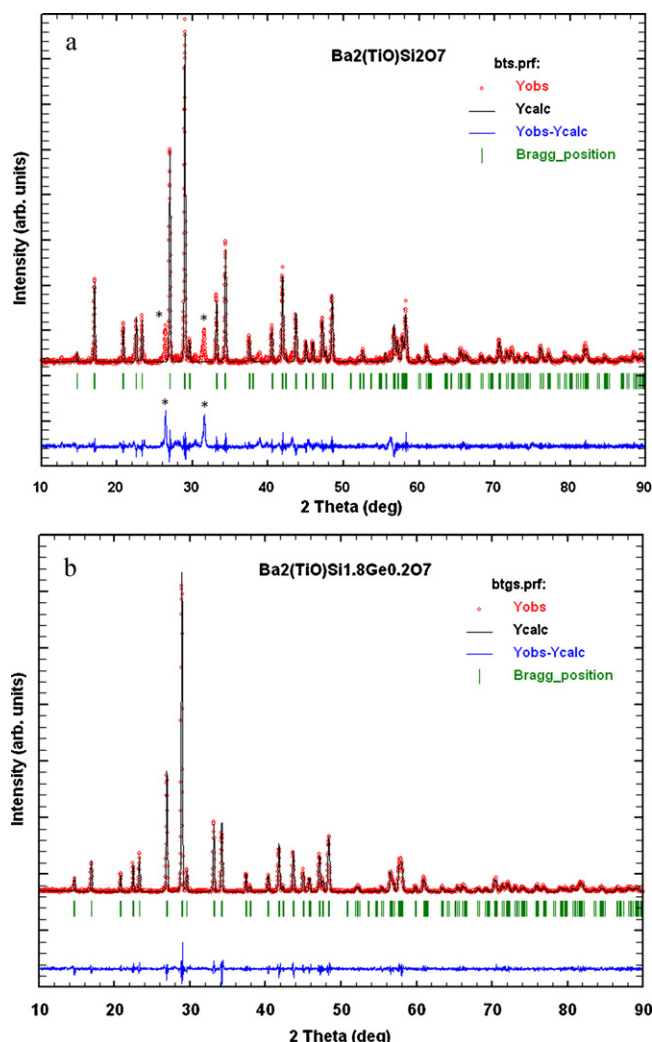 a
Ba2(TiO)Si2O7
bts.prf:
Yobs
Ycalc
Yobs-Ycalc
Bragg_position
Intensity (arb. units)
* *
* *
10 20 30 40 50 60 70 80 90
2 Theta (deg)
b
Ba2(TiO)Si1.8Ge0.2O7
btgs.prf:
Yobs
Ycalc
Yobs-Ycalc
Bragg_position
Intensity (arb. units)
10 20 30 40 50 60 70 80 90
2 Theta (deg)